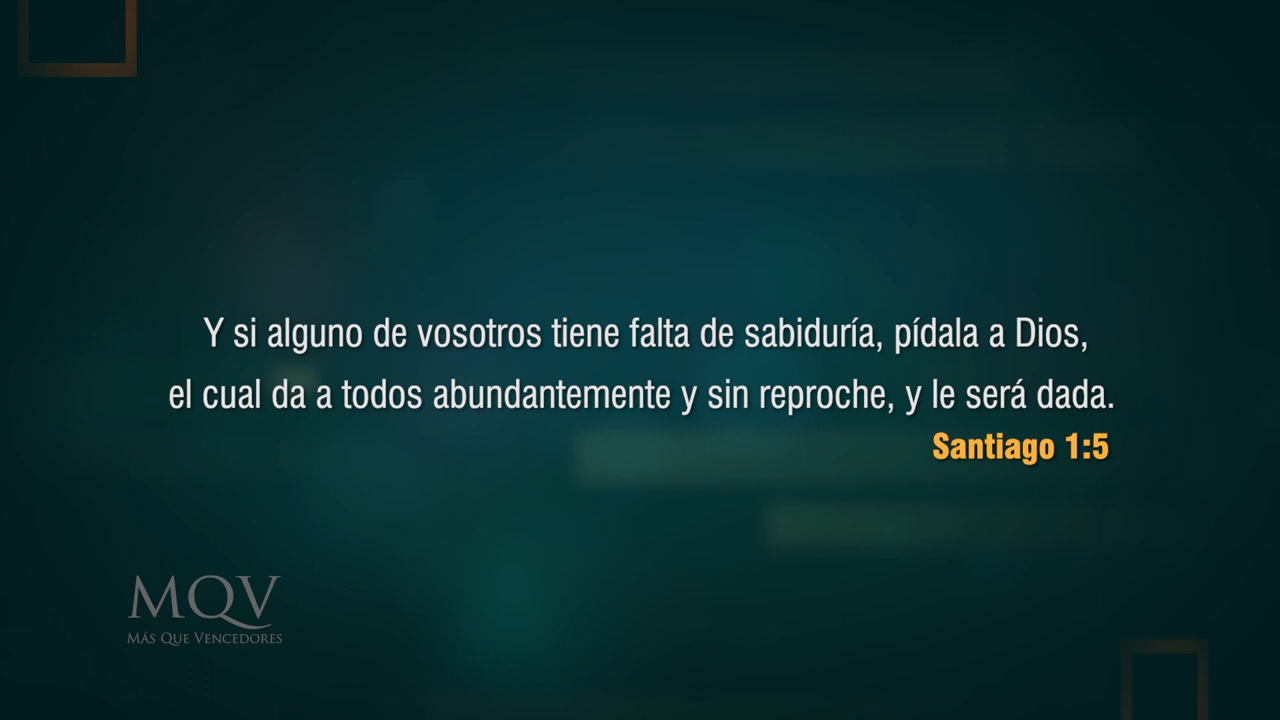 Y si alguno de vosotros tiene falta de sabiduría, pídala a Dios,
el cual da a todos abundantemente y sin reproche, y le será dada.
Santiago 1:5
MQV
MÁS QUE VENCEDORES